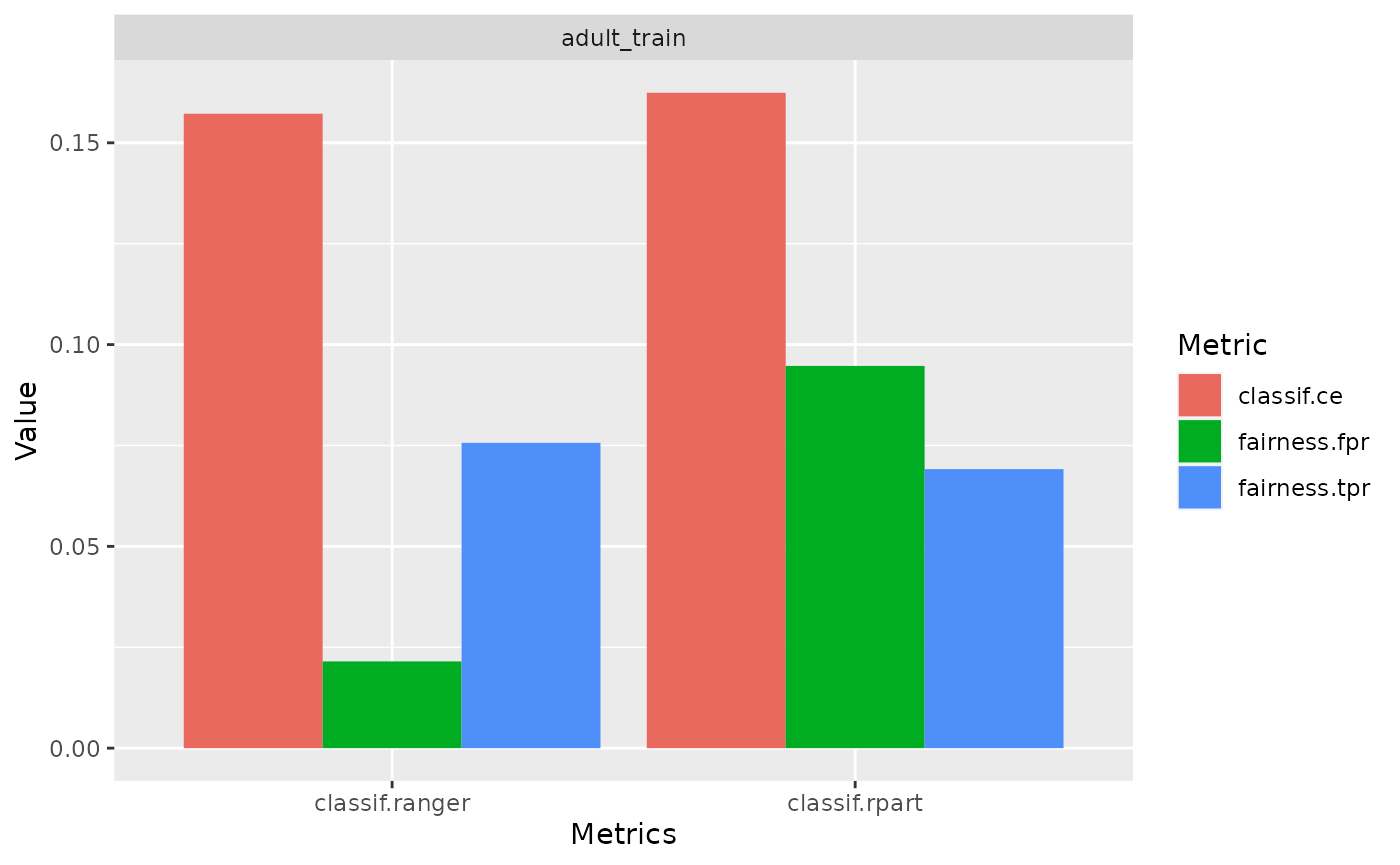 adult_train
0.15
0.10
0.05
0.00
Value
classif.ranger
classif.rpart
Metrics
Metric
classif.ce
fairness.fpr
fairness.tpr